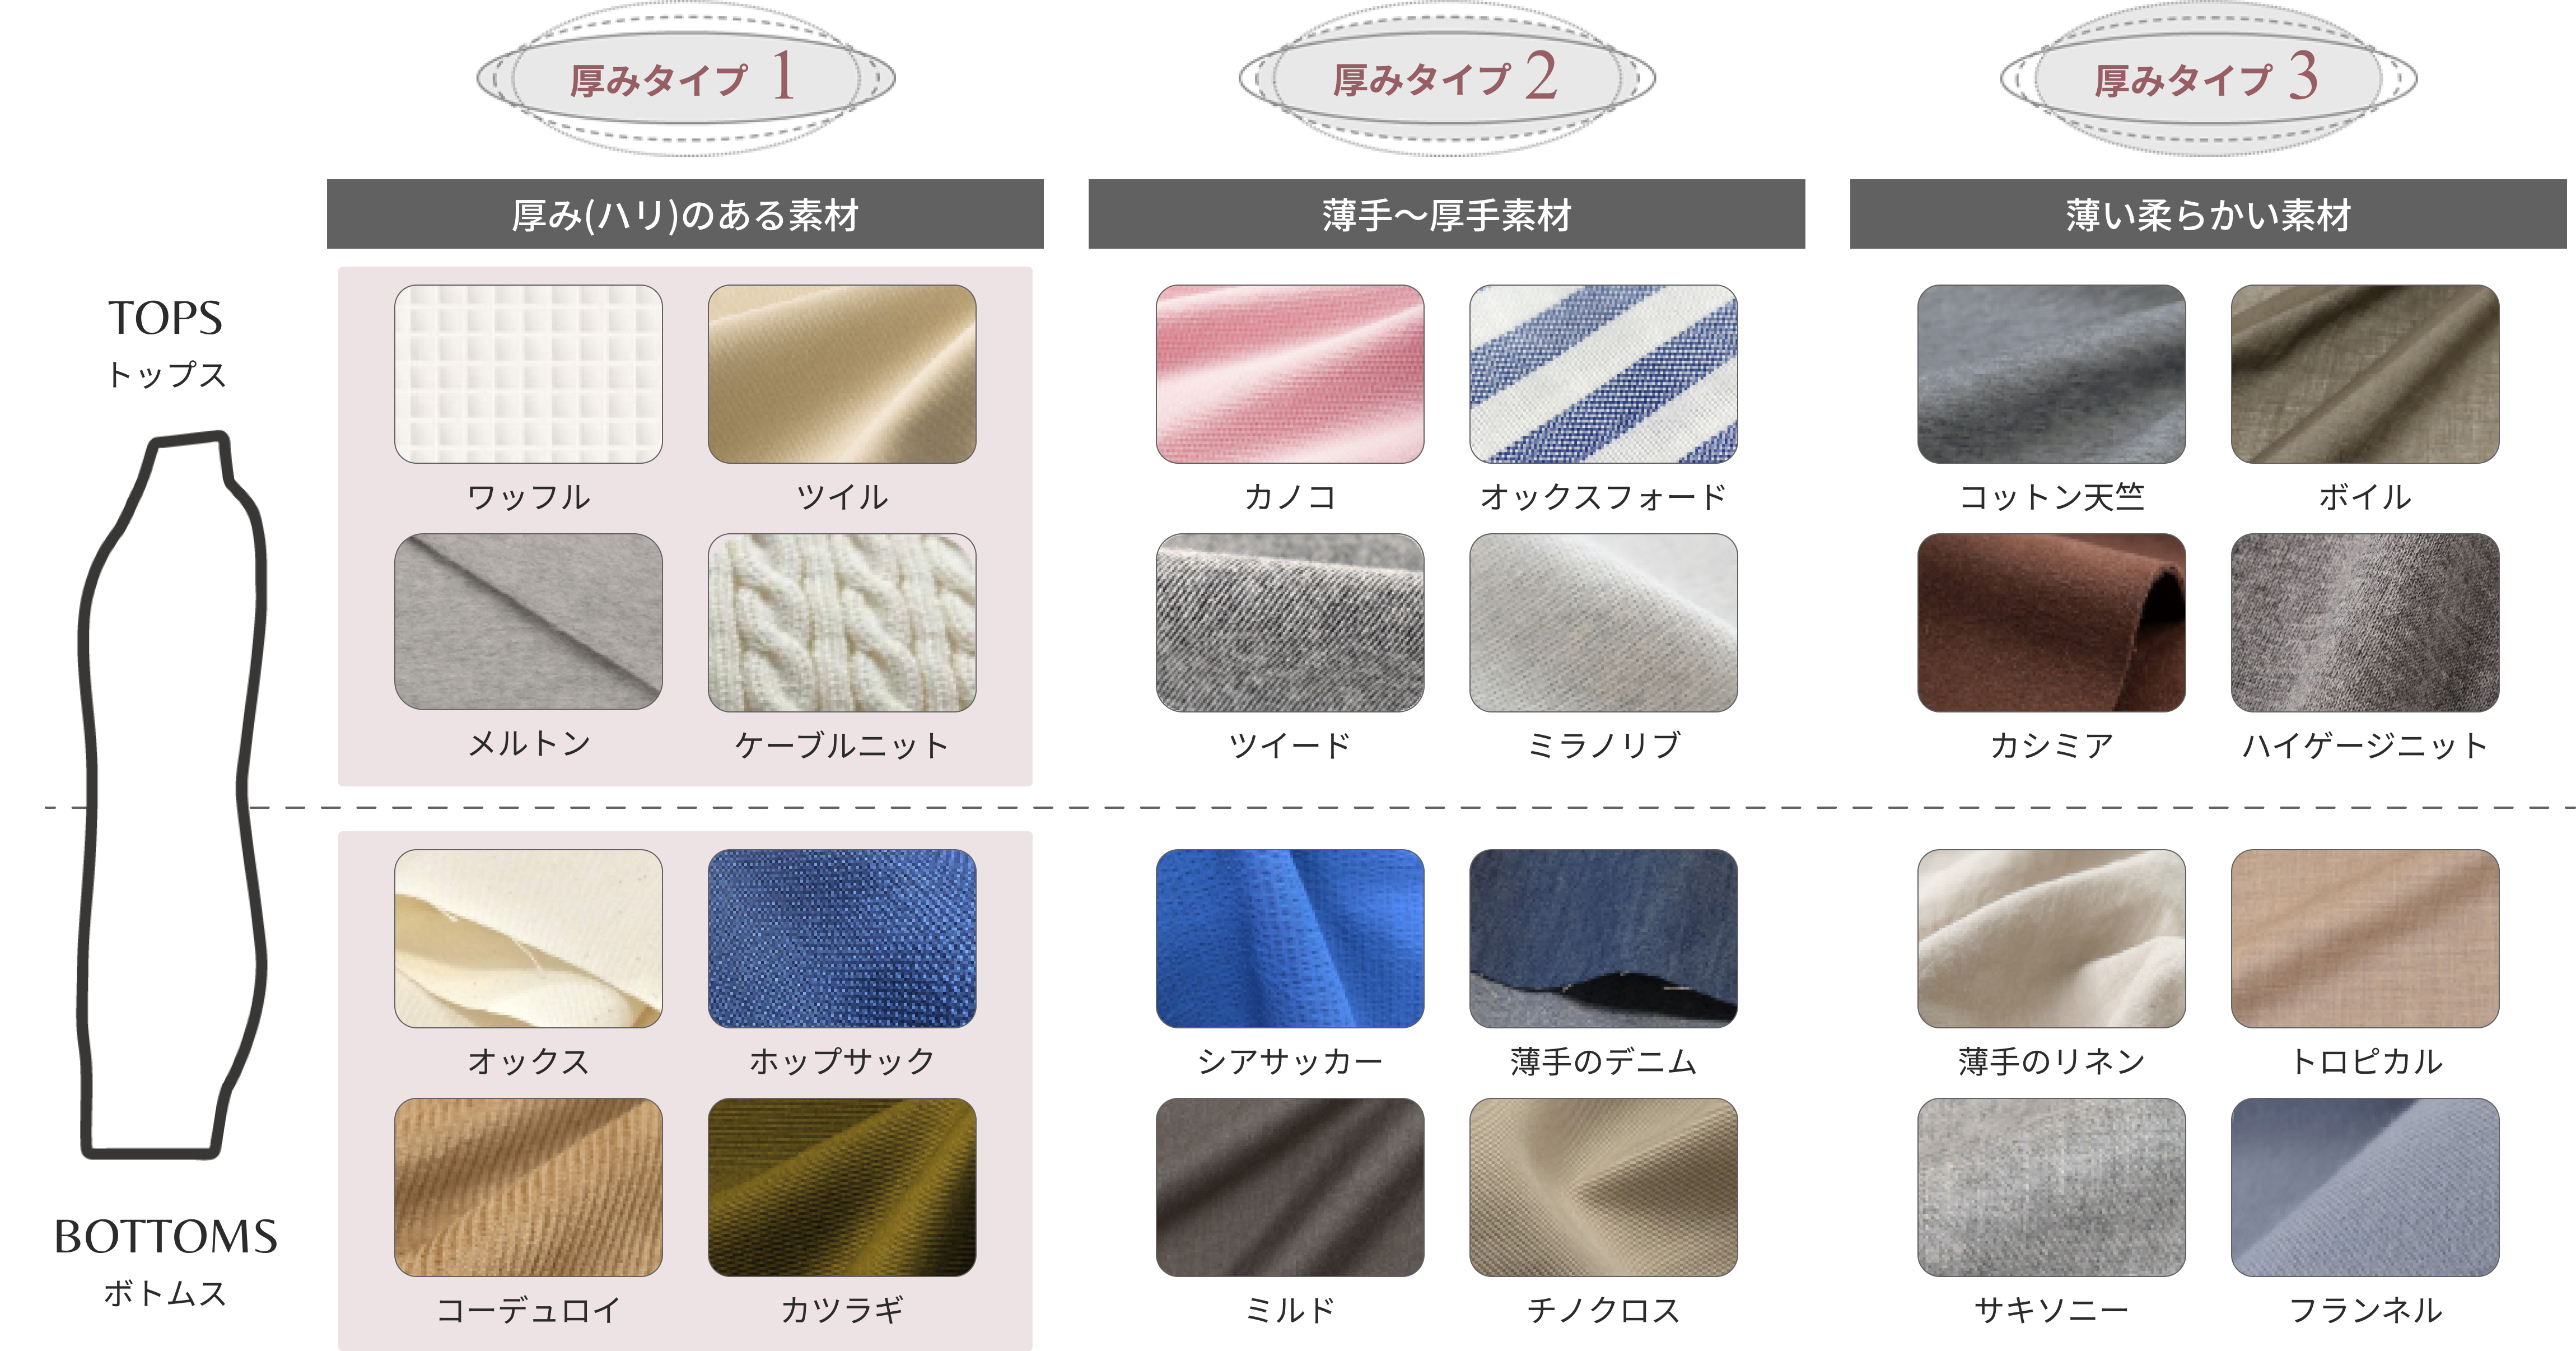 厚みタイプ 1
厚みタイプ 2
厚みタイプ 3
厚み(ハリ)のある素材
薄手～厚手素材
薄い柔らかい素材
TOPS
トップス
ワッフル
ツイル
カノコ
オックスフォード
コットン天竺
ボイル
メルトン
ケーブルニット
ツイード
ミラノリブ
カシミア
ハイゲージニット
オックス
ホップサック
シアサッカー
薄手のデニム
薄手のリネン
トロピカル
BOTTOMS
ボトムス
コーデュロイ
カツラギ
ミルド
チノクロス
サキソニー
フランネル